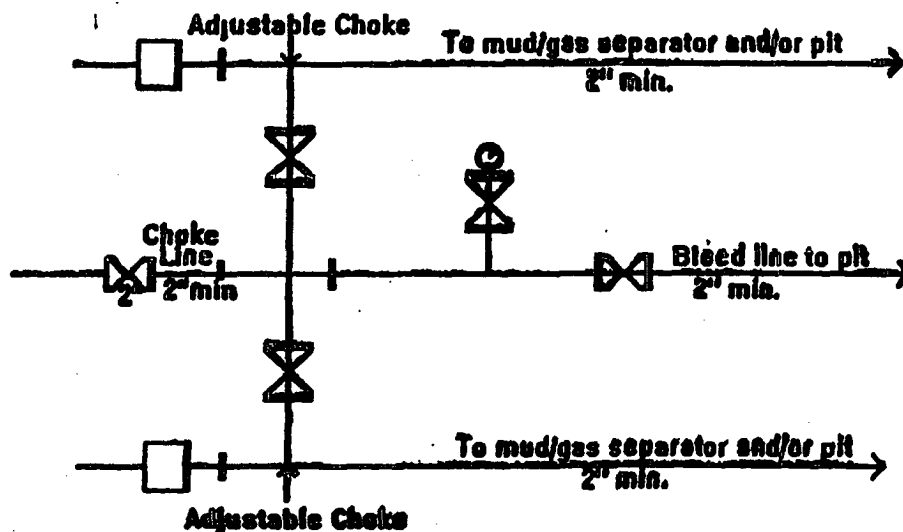 Adjustable Choke
To mud/gas separator and/or pit
2" min.
Choke
Line
2"
2" min
Bleed line to pit
2" min.
To mud/gas separator and/or pit
2" min.
Adjustable Choke